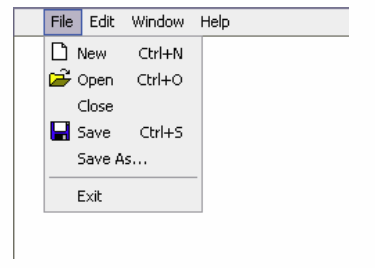 File Edit Window Help
New Ctrl+N
Open Ctrl+O
Close
Save Ctrl+S
Save As...
Exit